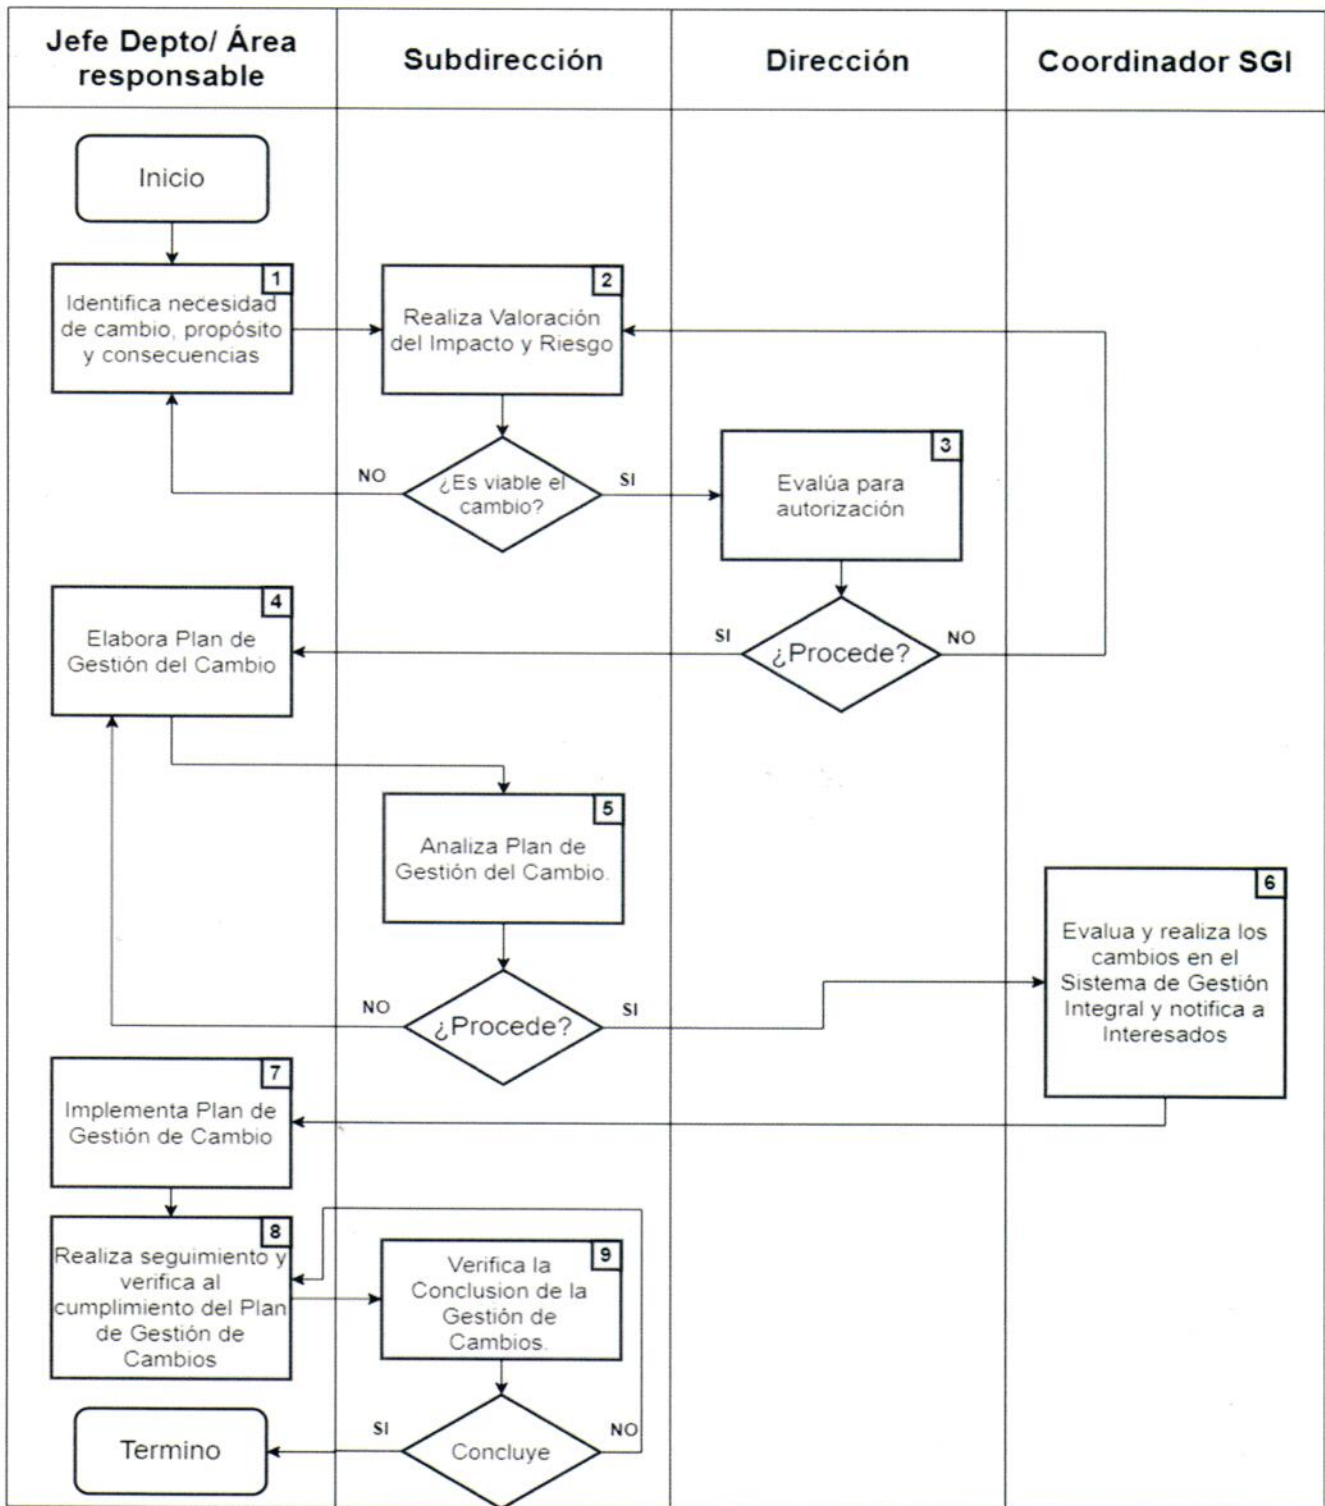 Jefe Depto/ Área
responsable
Subdirección
Dirección
Coordinador SGI
Inicio
1
Identifica necesidad
de cambio, propósito
y consecuencias
2
Realiza Valoración
del Impacto y Riesgo
NO
¿Es viable el
cambio?
SI
3
Evalúa para
autorización
4
Elabora Plan de
Gestión del Cambio
SI
¿Procede?
NO
5
Analiza Plan de
Gestión del Cambio.
6
Evalua y realiza los
cambios en el
Sistema de Gestión
Integral y notifica a
Interesados
NO
¿Procede?
SI
7
Implementa Plan de
Gestión de Cambio
8
Realiza seguimiento y
verifica al
cumplimiento del Plan
de Gestión de
Cambios
9
Verifica la
Conclusion de la
Gestión de
Cambios.
SI
Concluye
NO
Termino